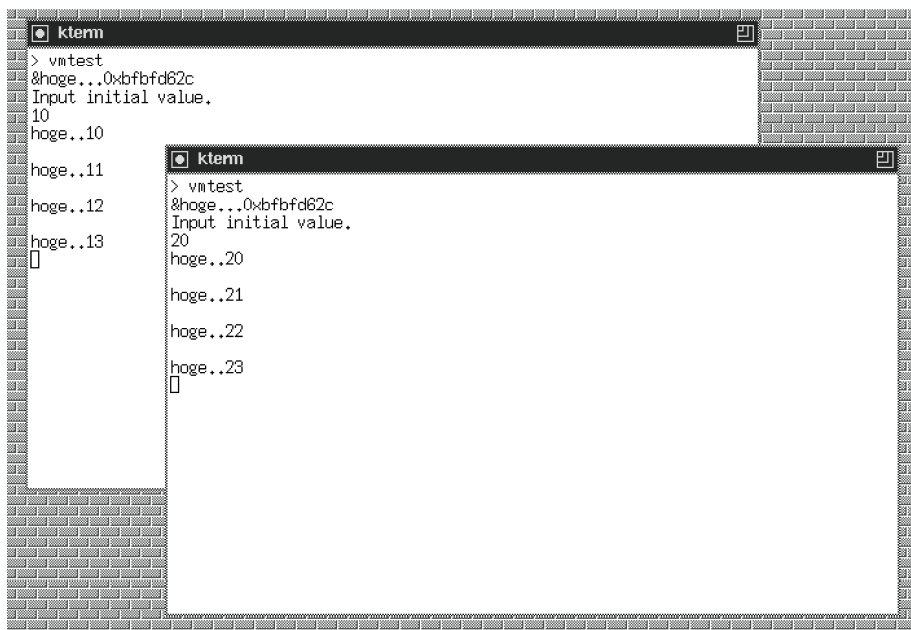 kterm
> vmtest
&hoge...0xbfbfd62c
Input initial value.
10
hoge..10
hoge..11
hoge..12
hoge..13
kterm
> vmtest
&hoge...0xbfbfd62c
Input initial value.
20
hoge..20
hoge..21
hoge..22
hoge..23